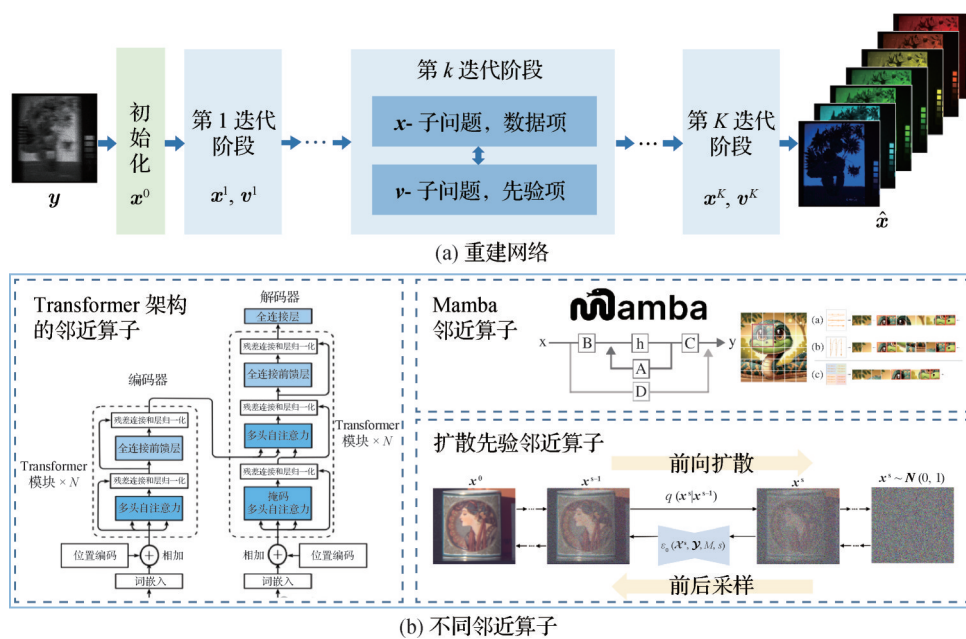 y
初始化
x⁰
第 1 迭代
阶段
x¹, v¹
···
第 k 迭代阶段
x- 子问题，数据项
v- 子问题，先验项
···
第 K 迭代
阶段
xᴷ, vᴷ
x̂
(a) 重建网络
Transformer 架构
的邻近算子
编码器
残差连接和层归一化
全连接前馈层
残差连接和层归一化
多头自注意力
Transformer
模块 × N
位置编码
相加
词嵌入
解码器
全连接层
残差连接和层归一化
全连接前馈层
残差连接和层归一化
多头自注意力
残差连接和层归一化
掩码
多头自注意力
Transformer
模块 × N
相加
位置编码
词嵌入
Mamba
邻近算子
Mamba
x
B
h
C
y
A
D
(a)
(b)
(c)
扩散先验邻近算子
前向扩散
x⁰
xˢ⁻¹
q (xˢ|xˢ⁻¹)
xˢ
xˢ ~ N(0, 1)
εθ(𝒳ˢ, 𝒴, M, s)
前后采样
(b) 不同邻近算子